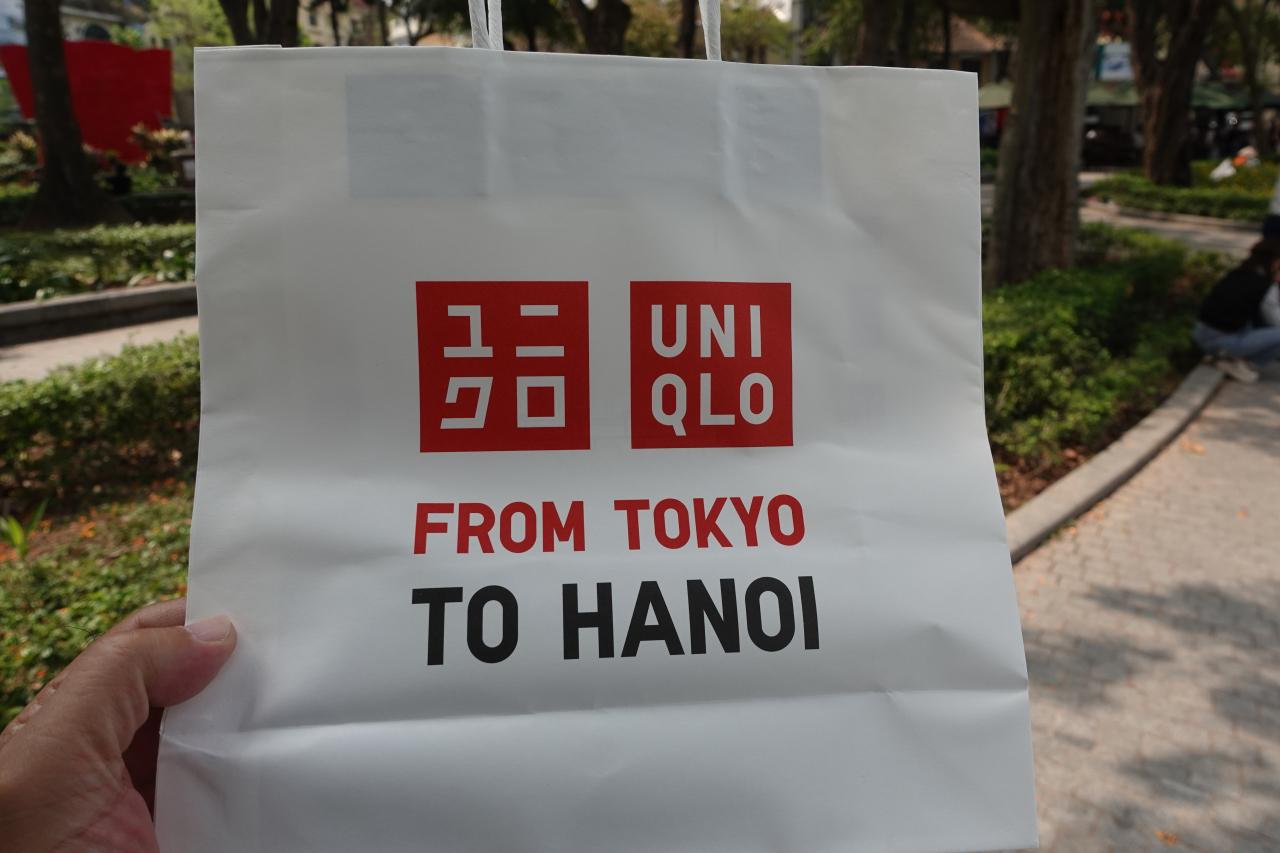 ユニ
クロ
UNI
QLO
FROM TOKYO
TO HANOI